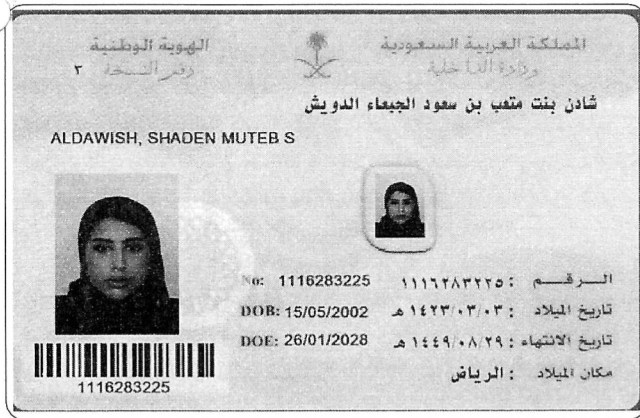 المملكة العربية السعودية
وزارة الداخلية
الهوية الوطنية
رقم النسخة ٣
شادن بنت متعب بن سعود الجبعاء الدويش
ALDAWISH, SHADEN MUTEB S
الرقم : ١١١٦٢٨٣٢٢٥ No: 1116283225
تاريخ الميلاد : ١٤٢٣/٠٣/٠٣ هـ DOB: 15/05/2002
تاريخ الانتهاء : ١٤٤٩/٠٨/٢٩ هـ DOE: 26/01/2028
مكان الميلاد : الرياض
1116283225